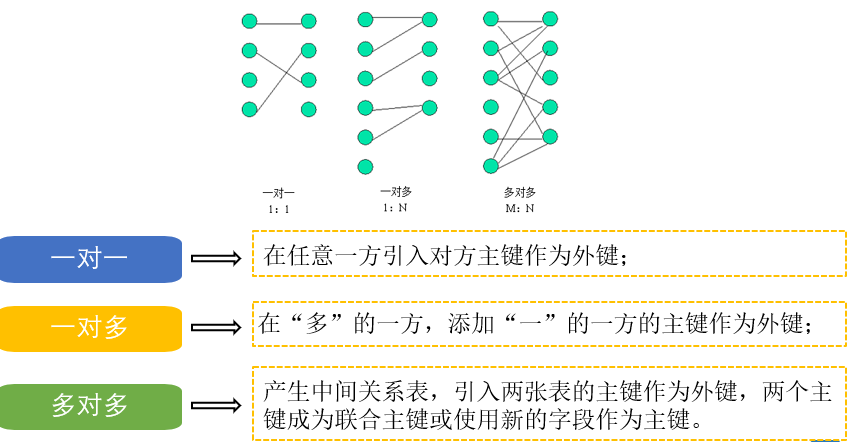 一对一
1：1
一对多
1：N
多对多
M：N
一对一
在任意一方引入对方主键作为外键；
一对多
在“多”的一方，添加“一”的一方的主键作为外键；
多对多
产生中间关系表，引入两张表的主键作为外键，两个主
键成为联合主键或使用新的字段作为主键。